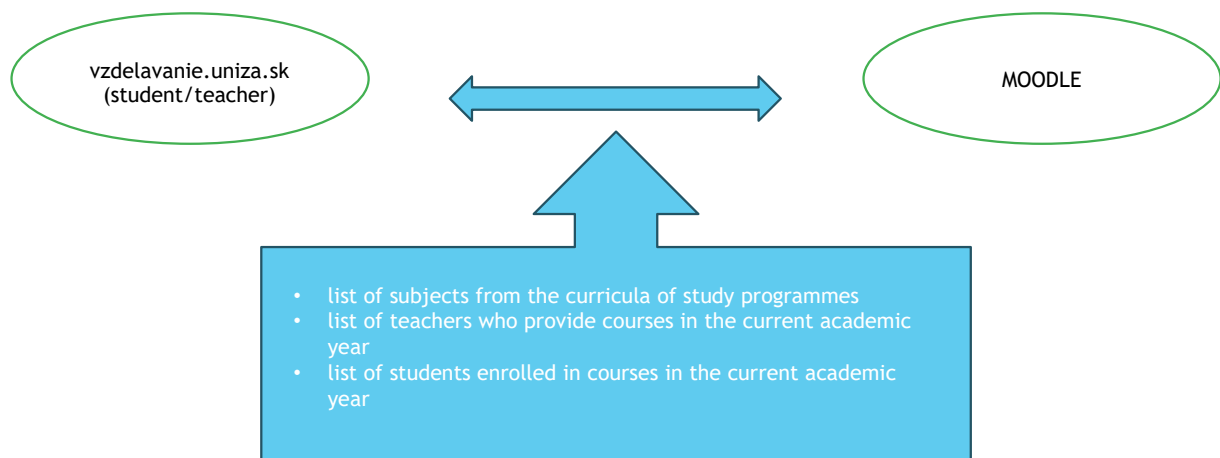 vzdelavanie.uniza.sk
(student/teacher)
MOODLE
• list of subjects from the curricula of study programmes
• list of teachers who provide courses in the current academic
year
• list of students enrolled in courses in the current academic
year